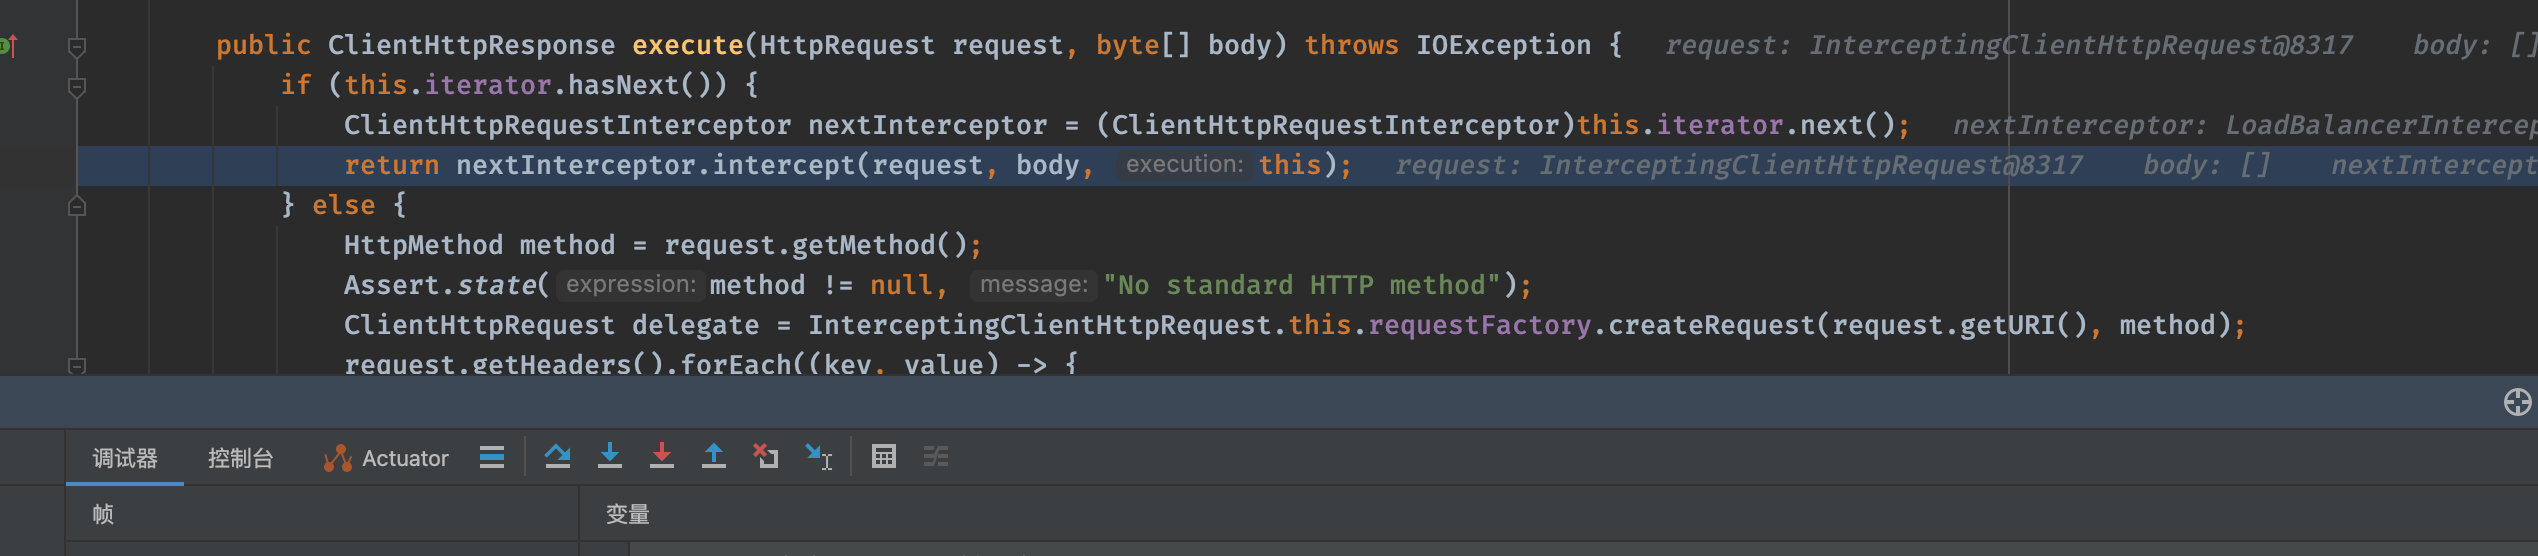 public ClientHttpResponse execute(HttpRequest request, byte[] body) throws IOException { request: InterceptingClientHttpRequest@8317 body: []
if (this.iterator.hasNext()) {
ClientHttpRequestInterceptor nextInterceptor = (ClientHttpRequestInterceptor)this.iterator.next(); nextInterceptor: LoadBalancerIntercep
return nextInterceptor.intercept(request, body, execution: this); request: InterceptingClientHttpRequest@8317 body: [] nextIntercept
} else {
HttpMethod method = request.getMethod();
Assert.state( expression: method != null, message: "No standard HTTP method");
ClientHttpRequest delegate = InterceptingClientHttpRequest.this.requestFactory.createRequest(request.getURI(), method);
request.getHeaders().forEach((key, value) -> {
调试器 控制台 Actuator
帧 变量